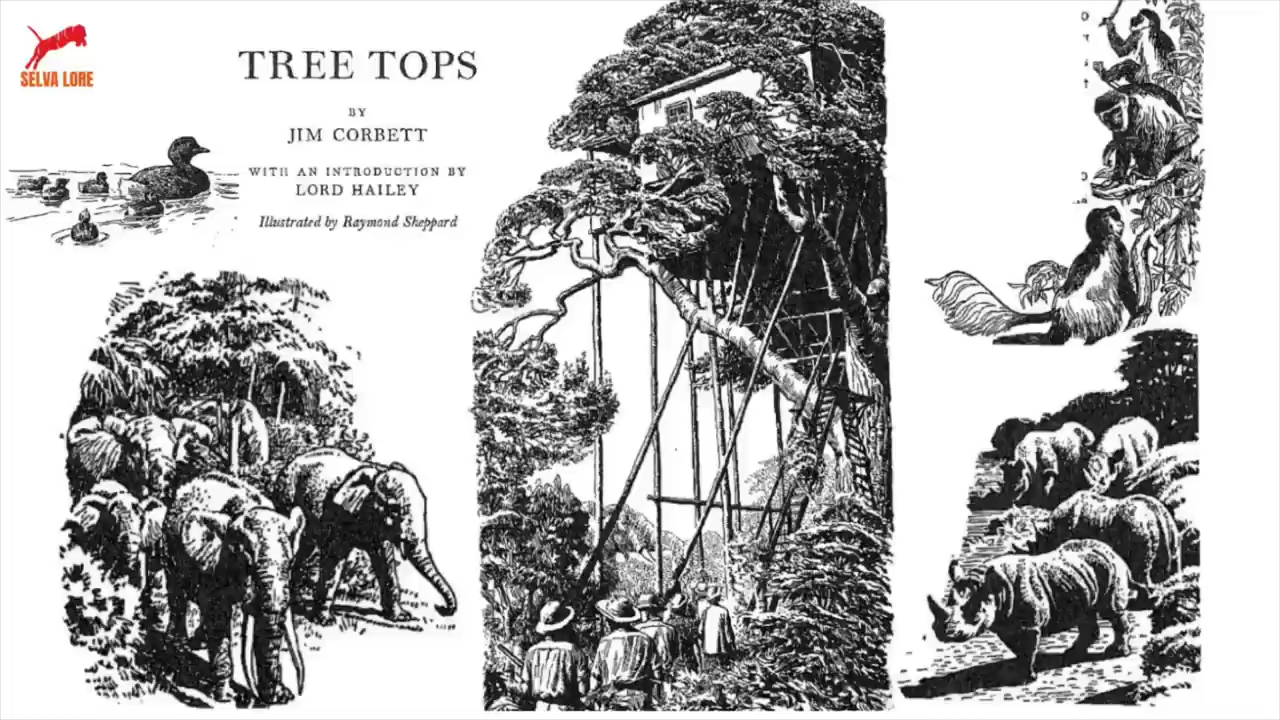 SELVA LORE
TREE TOPS
BY
JIM CORBETT
WITH AN INTRODUCTION BY
LORD HAILEY
Illustrated by Raymond Sheppard